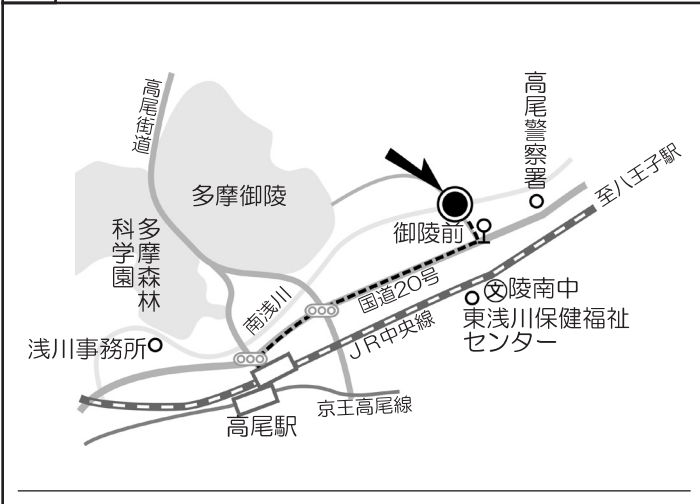 高尾街道
多摩御陵
高尾警察署
至八王子駅
御陵前
多摩森林
科学園
南浅川
国道20号
文陵南中
東浅川保健福祉
センター
JR中央線
浅川事務所
京王高尾線
高尾駅